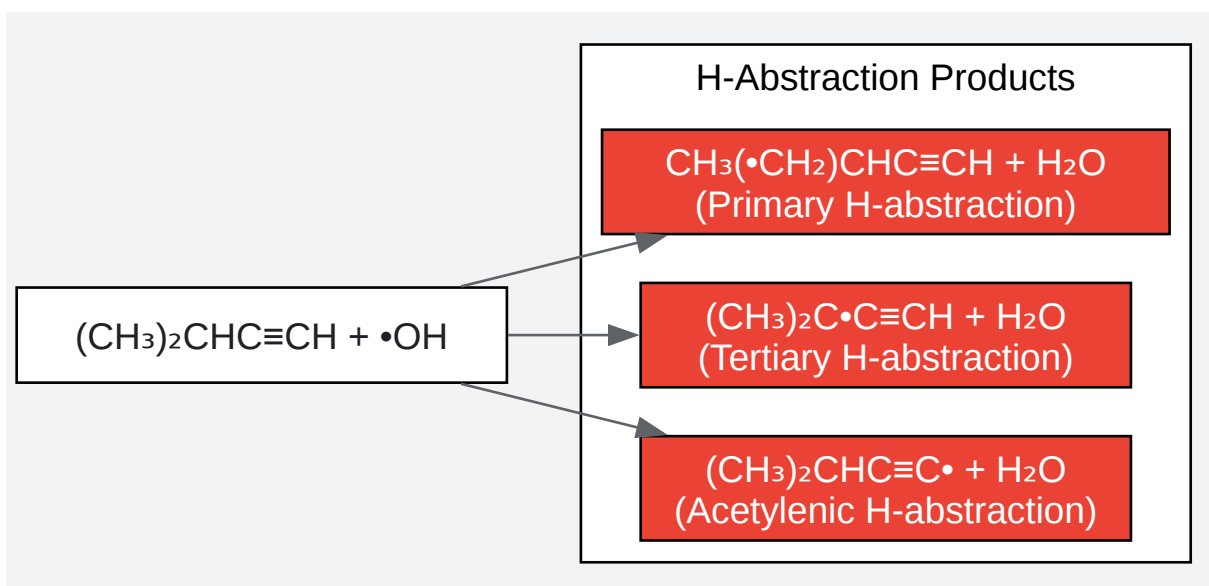 H-Abstraction Products
CH₃(•CH₂)CHC≡CH + H₂O
(Primary H-abstraction)
(CH₃)₂CHC≡CH + •OH
(CH₃)₂C•C≡CH + H₂O
(Tertiary H-abstraction)
(CH₃)₂CHC≡C• + H₂O
(Acetylenic H-abstraction)